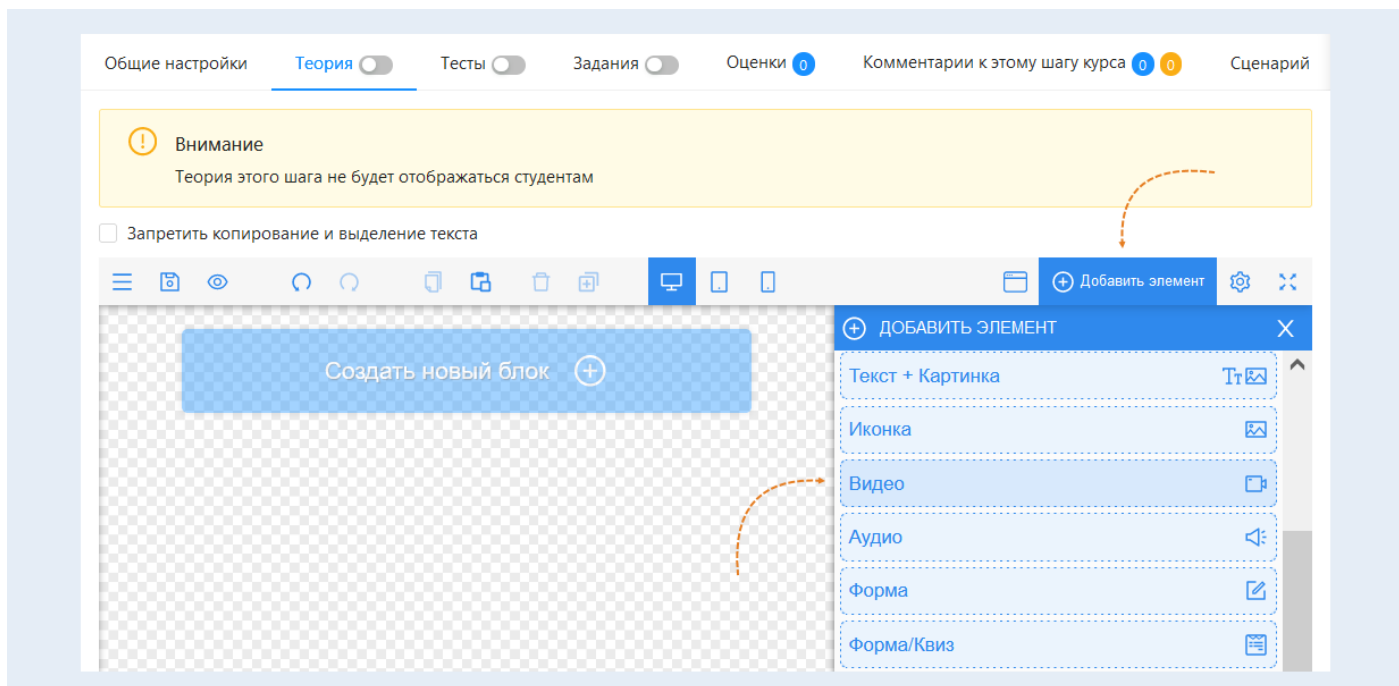 Общие настройки Теория Тесты Задания Оценки 0 Комментарии к этому шагу курса 0 0 Сценарий
Внимание
Теория этого шага не будет отображаться студентам
Запретить копирование и выделение текста
Добавить элемент
ДОБАВИТЬ ЭЛЕМЕНТ
Создать новый блок
Текст + Картинка
Иконка
Видео
Аудио
Форма
Форма/Квиз